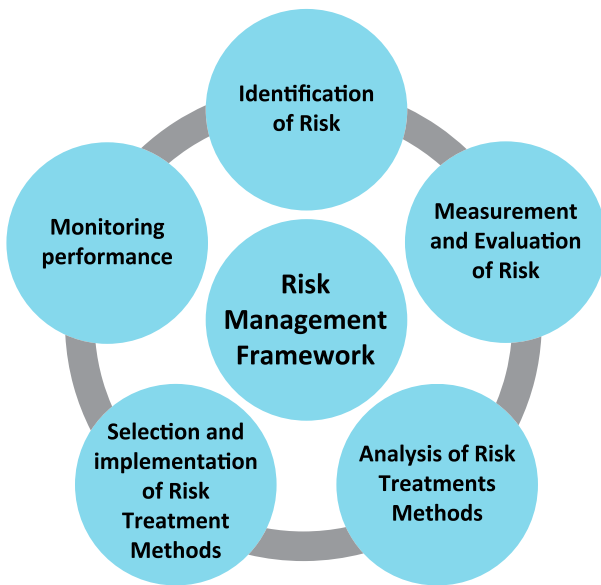 Identification
of Risk
Measurement
and Evaluation
of Risk
Analysis of Risk
Treatments
Methods
Selection and
implementation
of Risk
Treatment
Methods
Monitoring
performance
Risk
Management
Framework